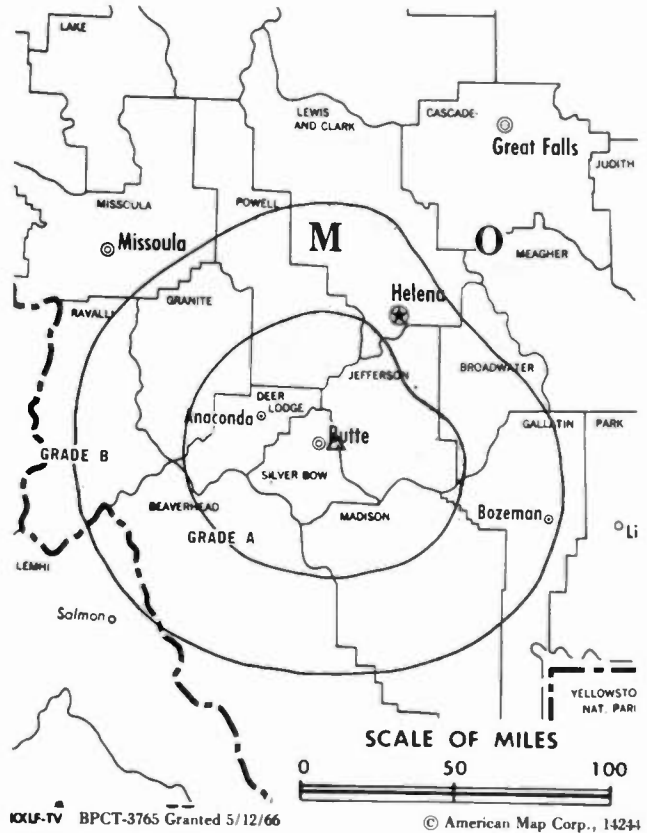 LAKE
LEWIS
AND CLARK
CASCADE
Great Falls
JUDITH
MISSOULA
POWELL
M
O
Missoula
MEAGHER
Helena
RAVALLI
GRANITE
JEFFERSON
BROADWATER
DEER
LODGE
Anaconda
Butte
GALLATIN
PARK
GRADE B
SILVER BOW
BEAVERHEAD
MADISON
Bozeman
GRADE A
Li
LEMHI
Salmon
YELLOWSTO
NAT. PARI
SCALE OF MILES
0 50 100
KXLF-TV BPCT-3765 Granted 5/12/66
© American Map Corp., 14244